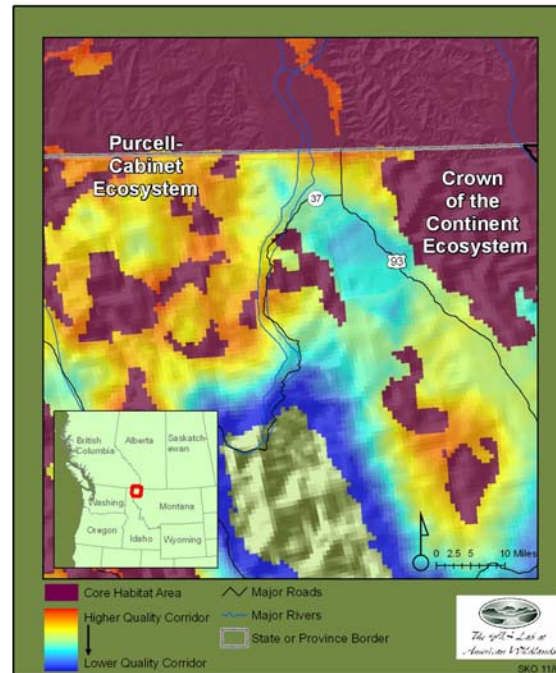 Purcell-
Cabinet
Ecosystem
Crown
of the
Continent
Ecosystem
37
93
British
Columbia
Alberta
Saskatch-
ewan
Washing.
Montana
Oregon
Idaho
Wyoming
0 2.5 5 10 Miles
Core Habitat Area
Higher Quality Corridor
Lower Quality Corridor
Major Roads
Major Rivers
State or Province Border
American Wildlands